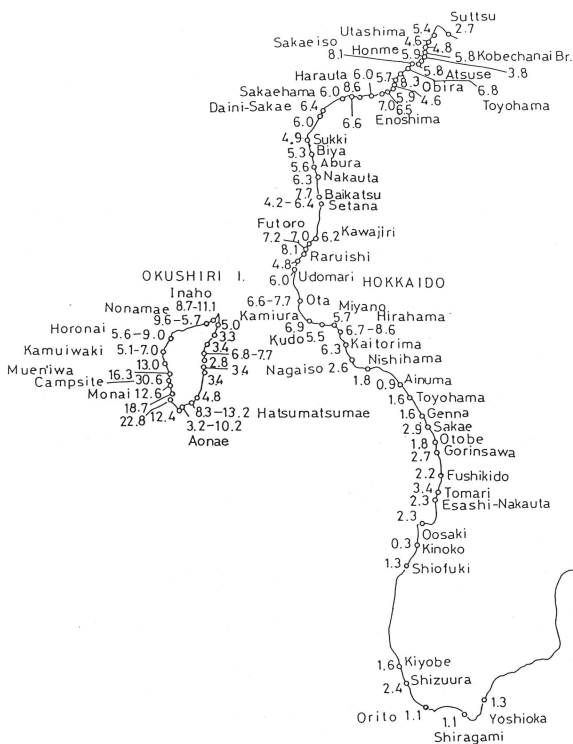 Suttsu
Utashima 5.4
2.7
4.6
Sakaeiso Honme 4.8
8.1 5.9 5.8 Kobechanai Br.
3.8
5.8 Atsuse
Harauta 6.0 5.7 8.3 Obira 6.8
Sakaehama 8.6 5.9 4.6 Toyohama
Daini-Sakae 6.0 7.0 6.5
6.4 6.6 Enoshima
6.0
4.9 Sukki
5.3 Biya
5.6 Abura
6.3 Nakauta
7.7 Baikatsu
4.2-6.4 Setana
Futoro
7.2-7.0 6.2 Kawajiri
8.1
4.8 Raruishi
6.0 Udomari HOKKAIDO
OKUSHIRI I.
Inaho
Nonamae 8.7-11.1
9.6-5.7 5.0
Horonai 3.3
5.6-9.0 3.4
Kamuiwaki 6.8-7.7
5.1-7.0 2.8
Muen'iwa 13.0 3.4
16.3 3.4
Campsite 30.6
Monai 12.6 4.8
18.7 8.3-13.2 Hatsumatsumae
22.8 12.4 3.2-10.2
Aonae
6.6-7.7 Ota
Kamiura 5.7 Miyano
6.9 5.5 Hirahama
Kudo 6.7-8.6
6.3 Kaitorima
Nagaiso 2.6 Nishihama
1.8 0.9 Ainuma
1.6 Toyohama
1.6 Genna
2.9 Sakae
1.8 Otobe
2.7 Gorinsawa
2.2 Fushikido
3.4 Tomari
2.3 Esashi-Nakauta
2.3
Oosaki
0.3 Kinoko
1.3 Shiofuki
1.6 Kiyobe
2.4 Shizuura
Orito 1.1 1.3
1.1 Yoshioka
Shiragami